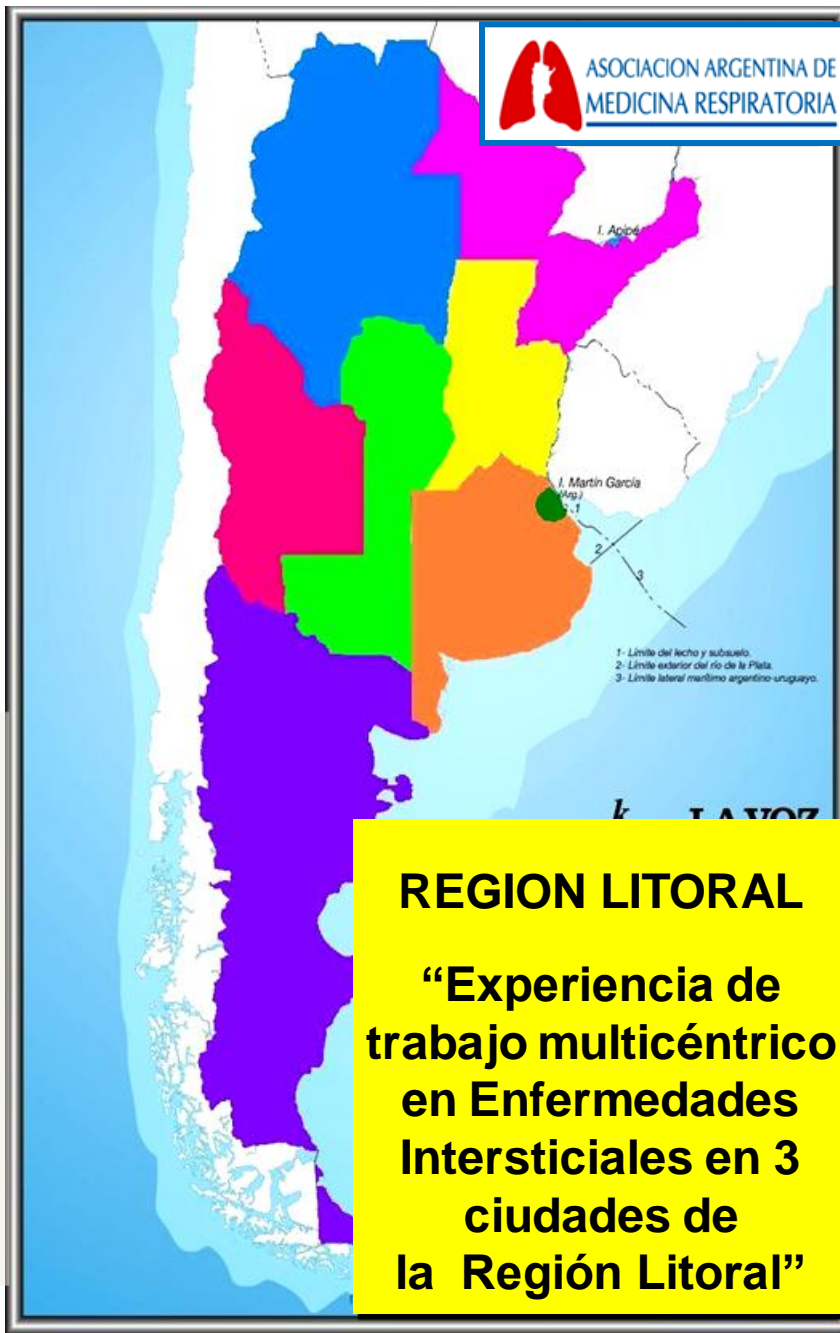 ASOCIACION ARGENTINA DE
MEDICINA RESPIRATORIA
I. Apipé
I. Martín García
(Arg.)
1
2
3
1- Límite del lecho y subsuelo.
2- Límite exterior del río de la Plata.
3- Límite lateral marítimo argentino-uruguayo.
LA VOZ
REGION LITORAL
“Experiencia de
trabajo multicéntrico
en Enfermedades
Intersticiales en 3
ciudades de
la Región Litoral”